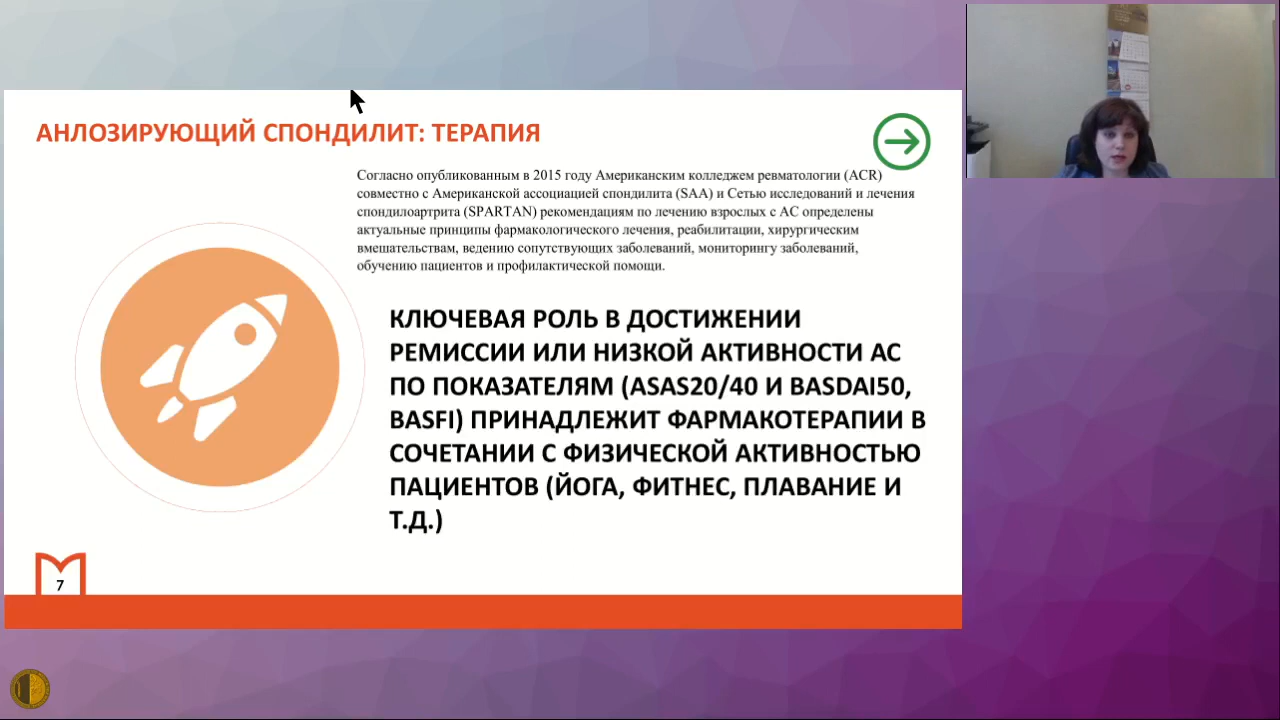 АНЛОЗИРУЮЩИЙ СПОНДИЛИТ: ТЕРАПИЯ
Согласно опубликованным в 2015 году Американским колледжем ревматологии (ACR)
совместно с Американской ассоциацией спондилита (SAA) и Сетью исследований и лечения
спондилоартрита (SPARTAN) рекомендациям по лечению взрослых с АС определены
актуальные принципы фармакологического лечения, реабилитации, хирургическим
вмешательствам, ведению сопутствующих заболеваний, мониторингу заболеваний,
обучению пациентов и профилактической помощи.
КЛЮЧЕВАЯ РОЛЬ В ДОСТИЖЕНИИ
РЕМИССИИ ИЛИ НИЗКОЙ АКТИВНОСТИ АС
ПО ПОКАЗАТЕЛЯМ (ASAS20/40 И BASDAI50,
BASFI) ПРИНАДЛЕЖИТ ФАРМАКОТЕРАПИИ В
СОЧЕТАНИИ С ФИЗИЧЕСКОЙ АКТИВНОСТЬЮ
ПАЦИЕНТОВ (ЙОГА, ФИТНЕС, ПЛАВАНИЕ И
Т.Д.)
7